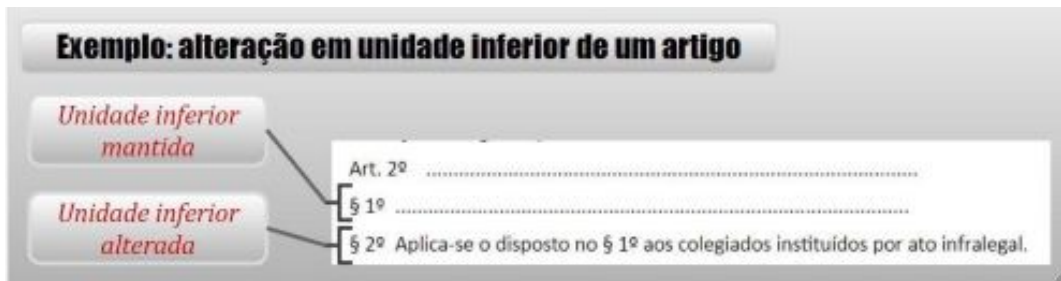 Exemplo: alteração em unidade inferior de um artigo
Unidade inferior
mantida
Art. 2º ................................................................................
§ 1º ................................................................................
Unidade inferior
alterada
§ 2º Aplica-se o disposto no § 1º aos colegiados instituídos por ato infralegal.